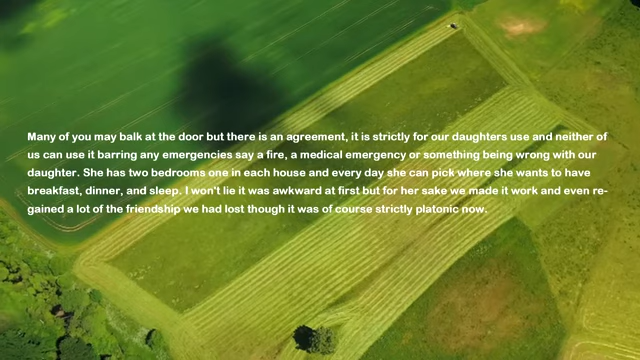 Many of you may balk at the door but there is an agreement, it is strictly for our daughters use and neither of
us can use it barring any emergencies say a fire, a medical emergency or something being wrong with our
daughter. She has two bedrooms one in each house and every day she can pick where she wants to have
breakfast, dinner, and sleep. I won't lie it was awkward at first but for her sake we made it work and even re-
gained a lot of the friendship we had lost though it was of course strictly platonic now.